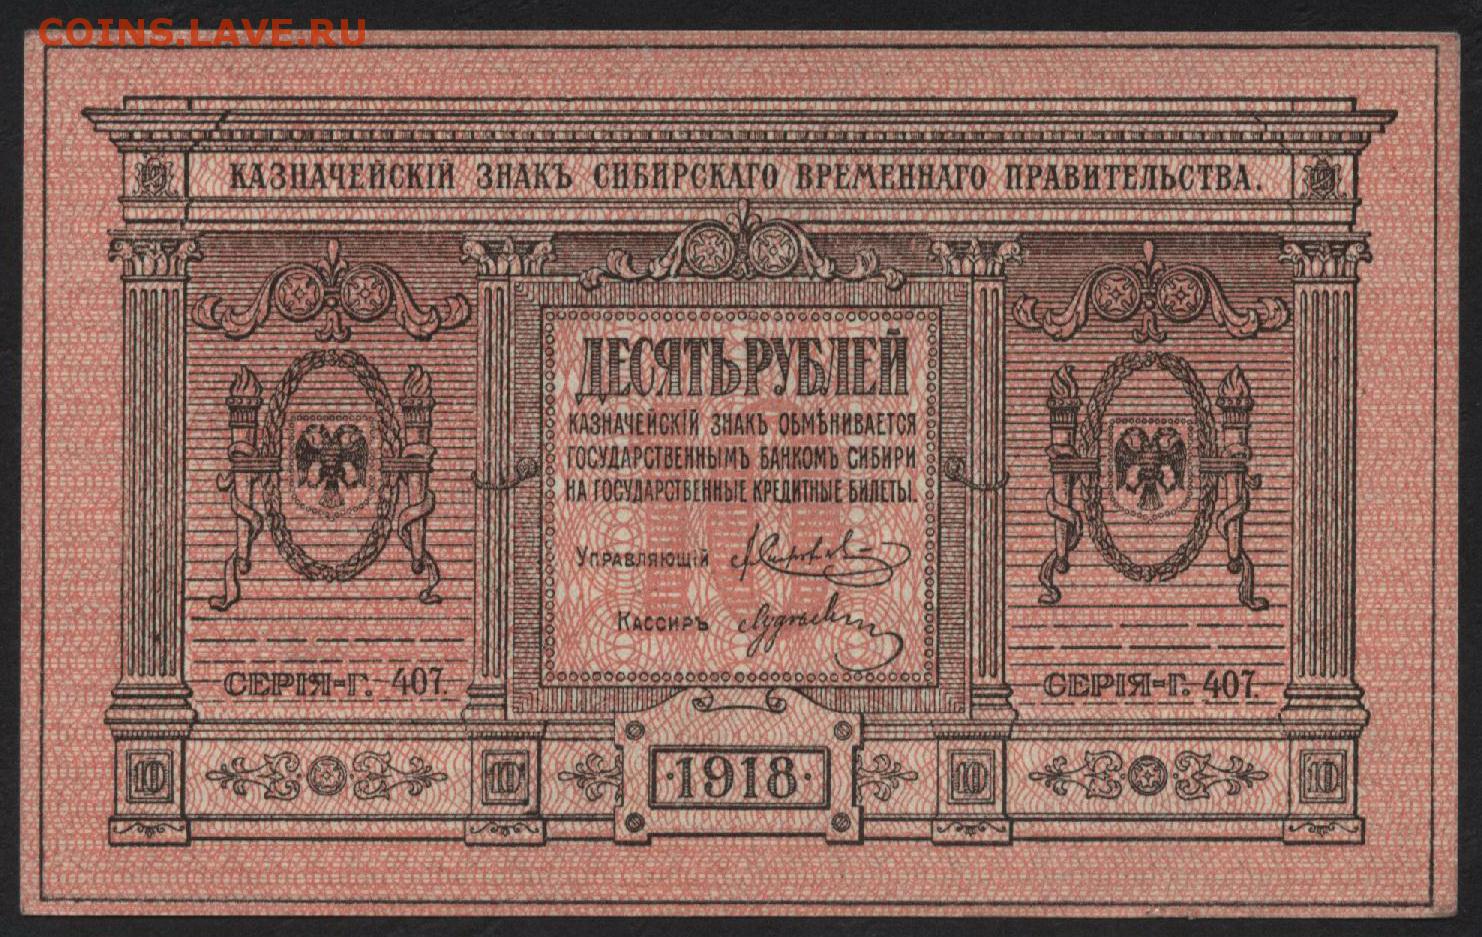 COINS.LAVE.RU
КАЗНАЧЕЙСКІЙ ЗНАКЪ СИБИРСКАГО ВРЕМЕННАГО ПРАВИТЕЛЬСТВА.
ДЕСЯТЬ РУБЛЕЙ
КАЗНАЧЕЙСКІЙ ЗНАКЪ ОБМѢНИВАЕТСЯ
ГОСУДАРСТВЕННЫМЪ БАНКОМЪ СИБИРИ
НА ГОСУДАРСТВЕННЫЕ КРЕДИТНЫЕ БИЛЕТЫ.
УПРАВЛЯЮЩІЙ
КАССИРЪ
СЕРІЯ-Г. 407.
СЕРІЯ-Г. 407.
10
10
·1918·
10
10